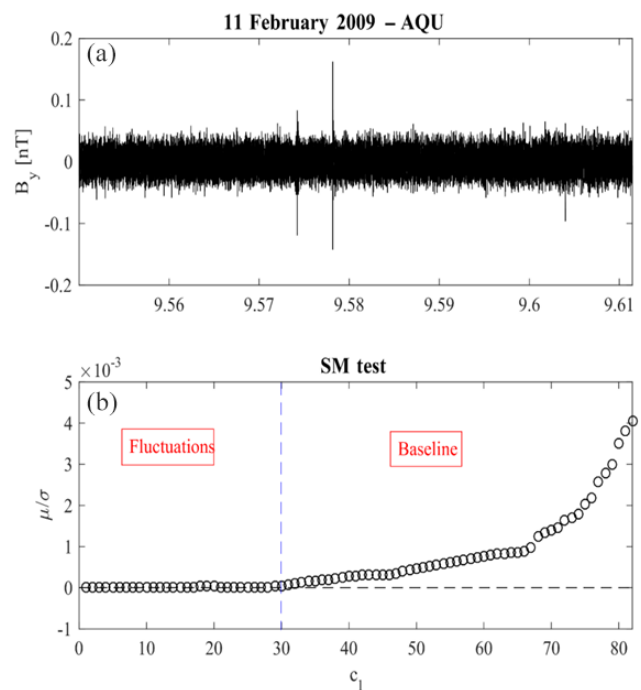 11 February 2009 – AQU
(a)
0.2
0.1
0
-0.1
-0.2
B_y [nT]
9.56 9.57 9.58 9.59 9.6 9.61
SM test
×10⁻³
(b)
5
4
3
2
1
0
-1
μ/σ
Fluctuations
Baseline
0 10 20 30 40 50 60 70 80
c_l